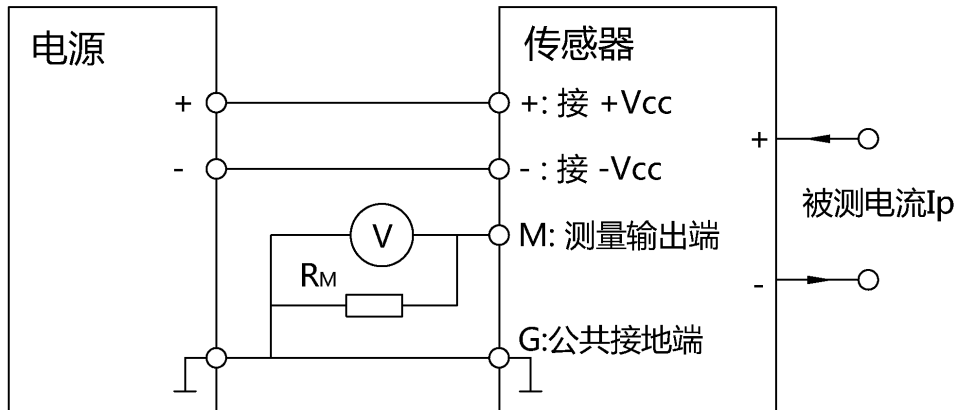 电源
传感器
+
+: 接 +Vcc
+
-
- : 接 -Vcc
被测电流Ip
V
M: 测量输出端
RM
-
G:公共接地端